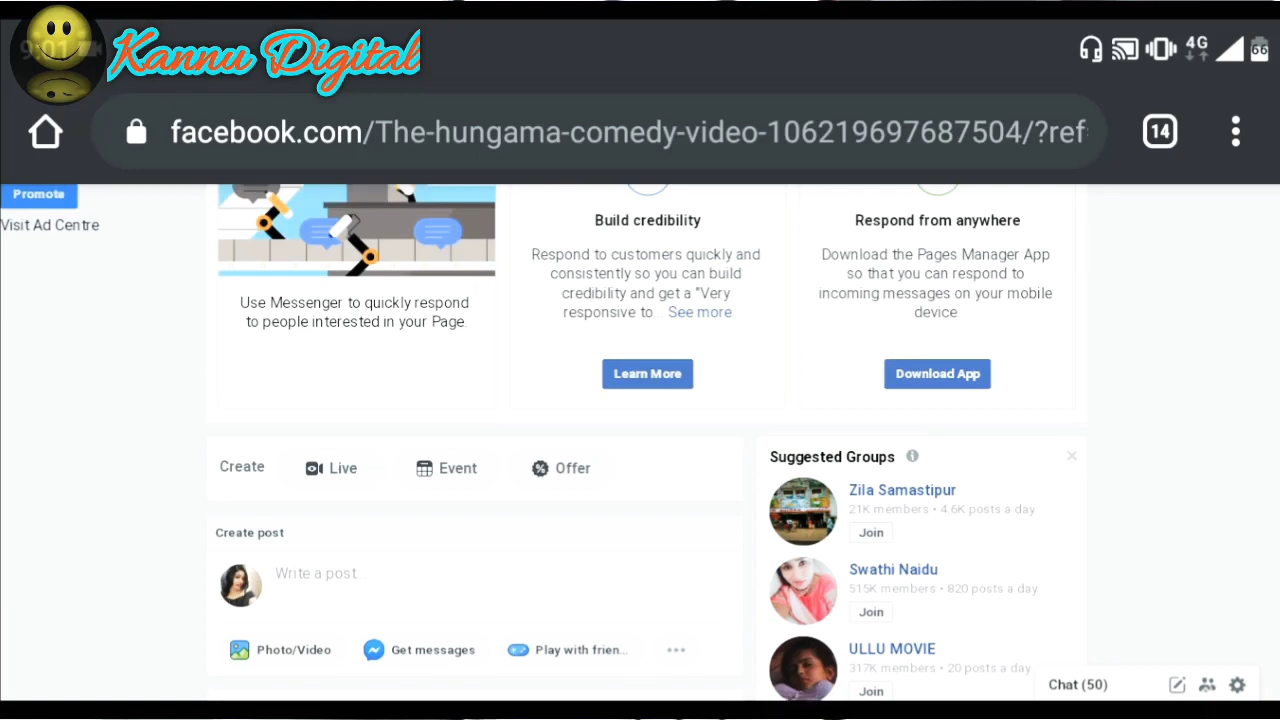 9:01
Kannu Digital
4G
66
facebook.com/The-hungama-comedy-video-106219697687504/?ref
14
Promote
Visit Ad Centre
Use Messenger to quickly respond
to people interested in your Page.
Build credibility
Respond to customers quickly and
consistently so you can build
credibility and get a "Very
responsive to... See more
Learn More
Respond from anywhere
Download the Pages Manager App
so that you can respond to
incoming messages on your mobile
device
Download App
Create
Live
Event
Offer
Create post
Write a post...
Photo/Video
Get messages
Play with frien...
Suggested Groups
Zila Samastipur
21K members • 4.6K posts a day
Join
Swathi Naidu
515K members • 820 posts a day
Join
ULLU MOVIE
317K members • 20 posts a day
Join
Chat (50)